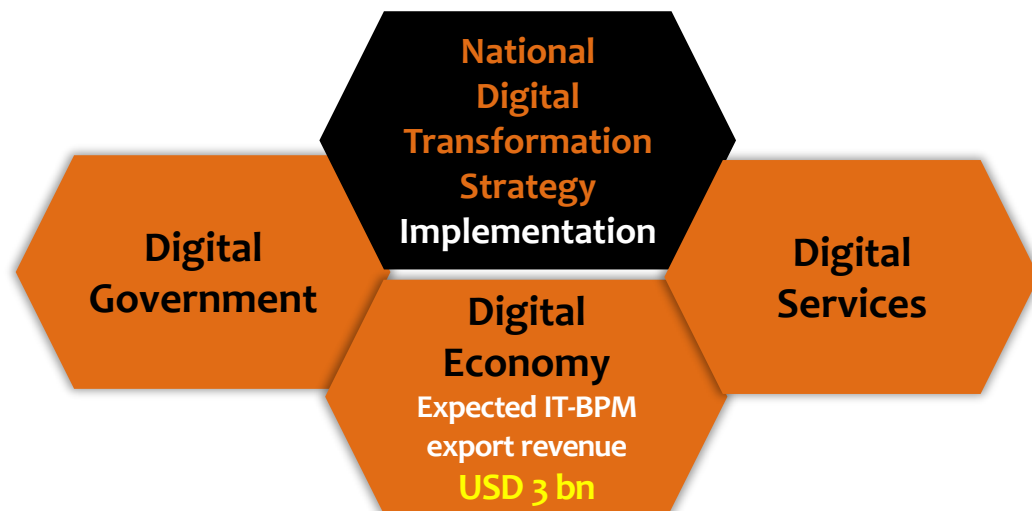 National
Digital
Transformation
Strategy
Implementation
Digital
Government
Digital
Economy
Expected IT-BPM
export revenue
USD 3 bn
Digital
Services